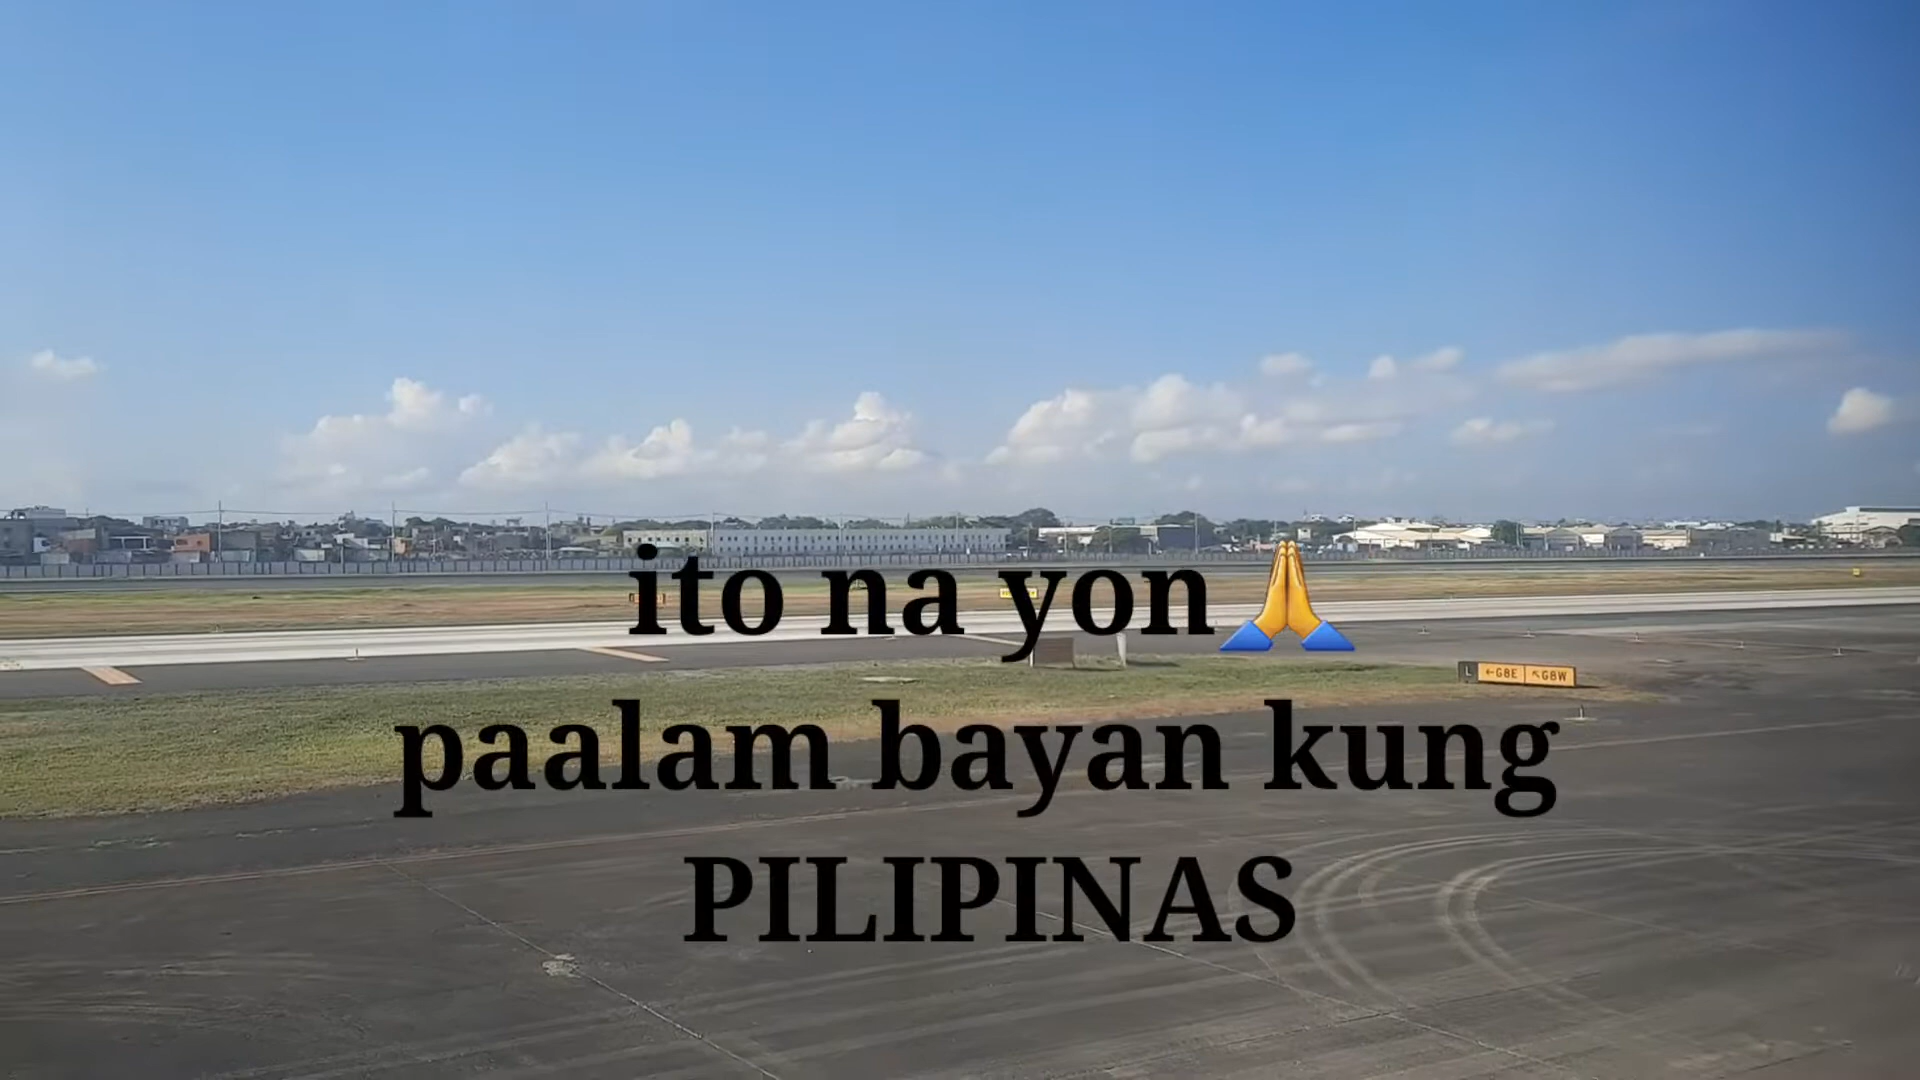 ito na yon🙏
paalam bayan kung
PILIPINAS
L ←G8E ↖G8W